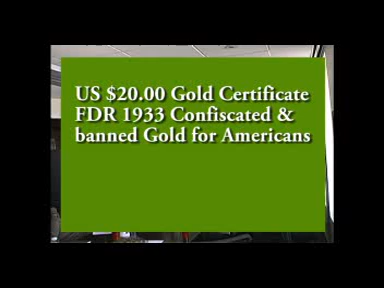 US $20.00 Gold Certificate
FDR 1933 Confiscated &
banned Gold for Americans